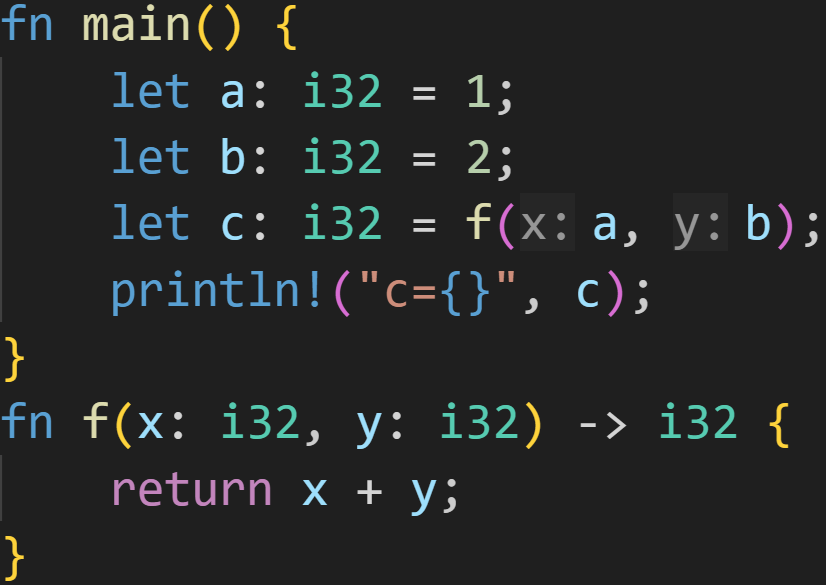 fn main() {
    let a: i32 = 1;
    let b: i32 = 2;
    let c: i32 = f(x: a, y: b);
    println!("c={}", c);
}
fn f(x: i32, y: i32) -> i32 {
    return x + y;
}